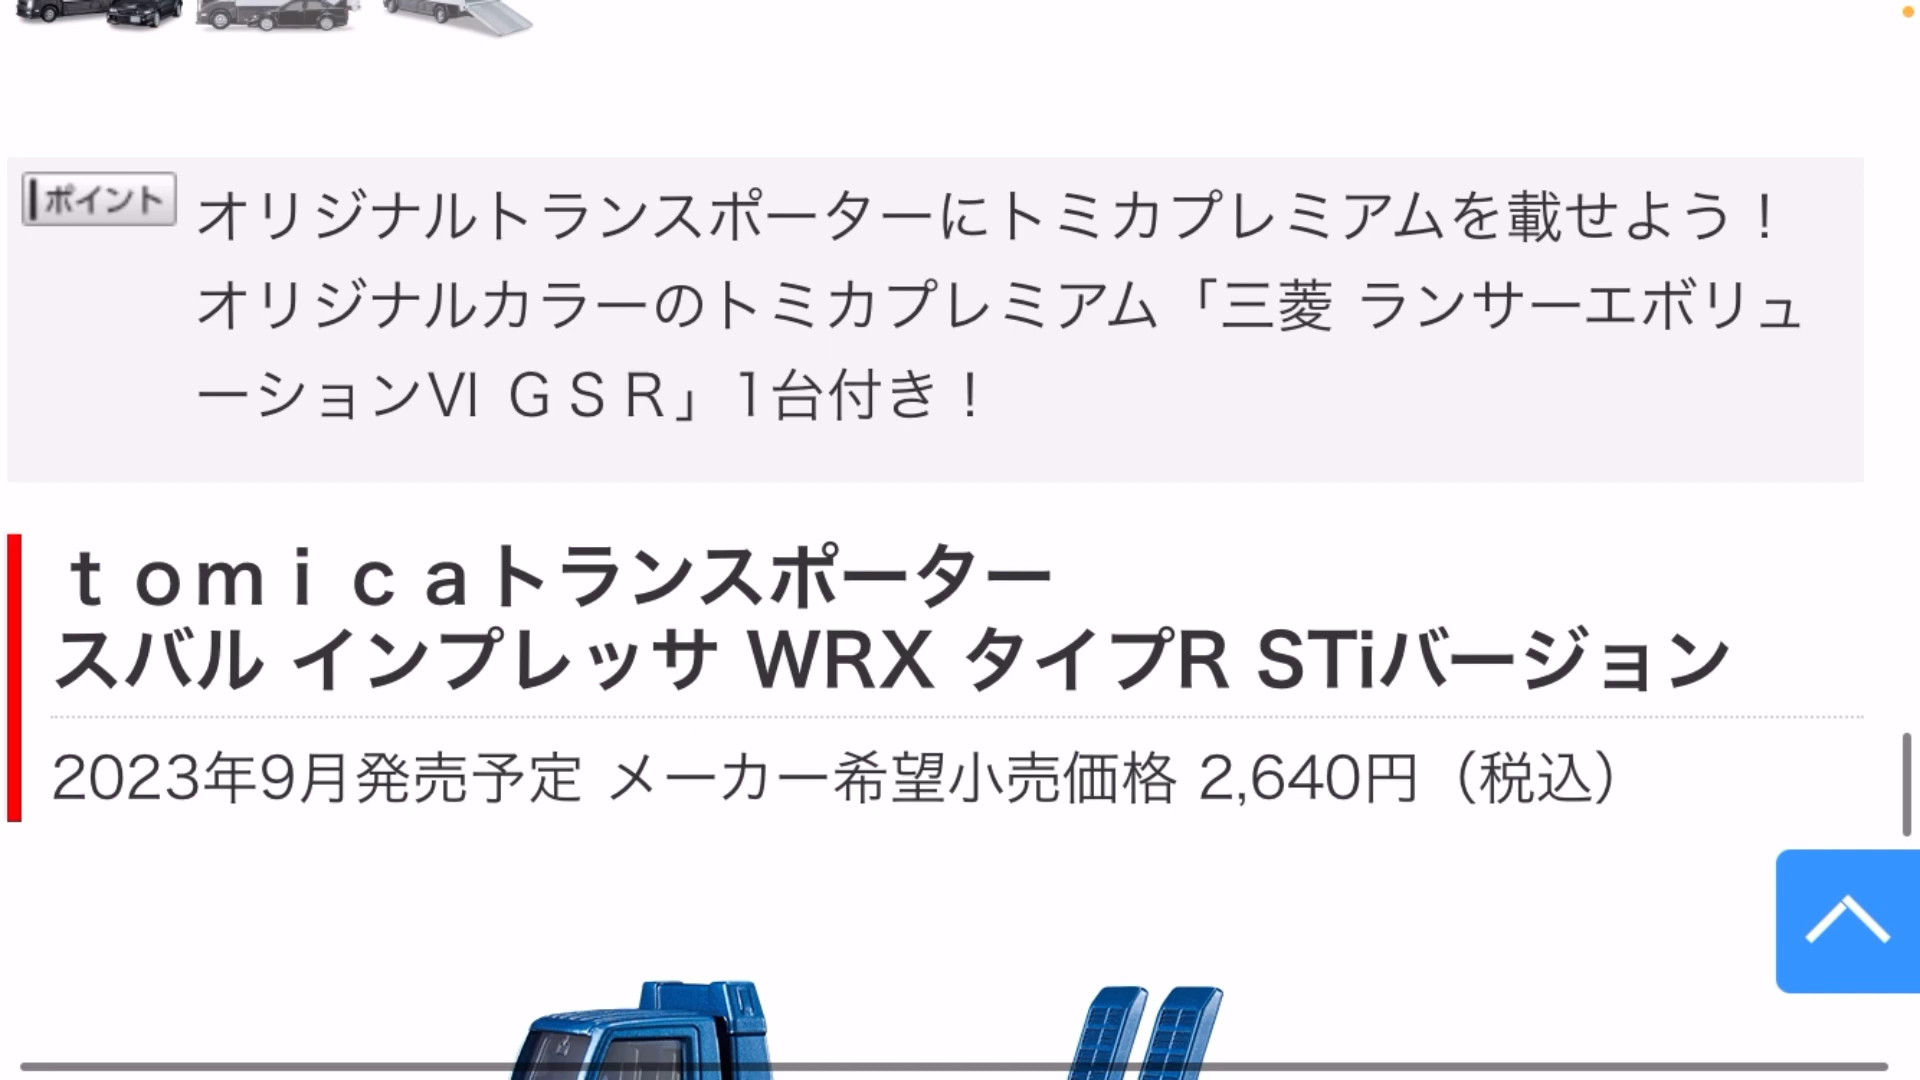 ポイント
オリジナルトランスポーターにトミカプレミアムを載せよう！
オリジナルカラーのトミカプレミアム「三菱 ランサーエボリュ
ーションⅥ ＧＳＲ」1台付き！
ｔｏｍｉｃａトランスポーター
スバル インプレッサ WRX タイプR STiバージョン
2023年9月発売予定 メーカー希望小売価格 2,640円（税込）